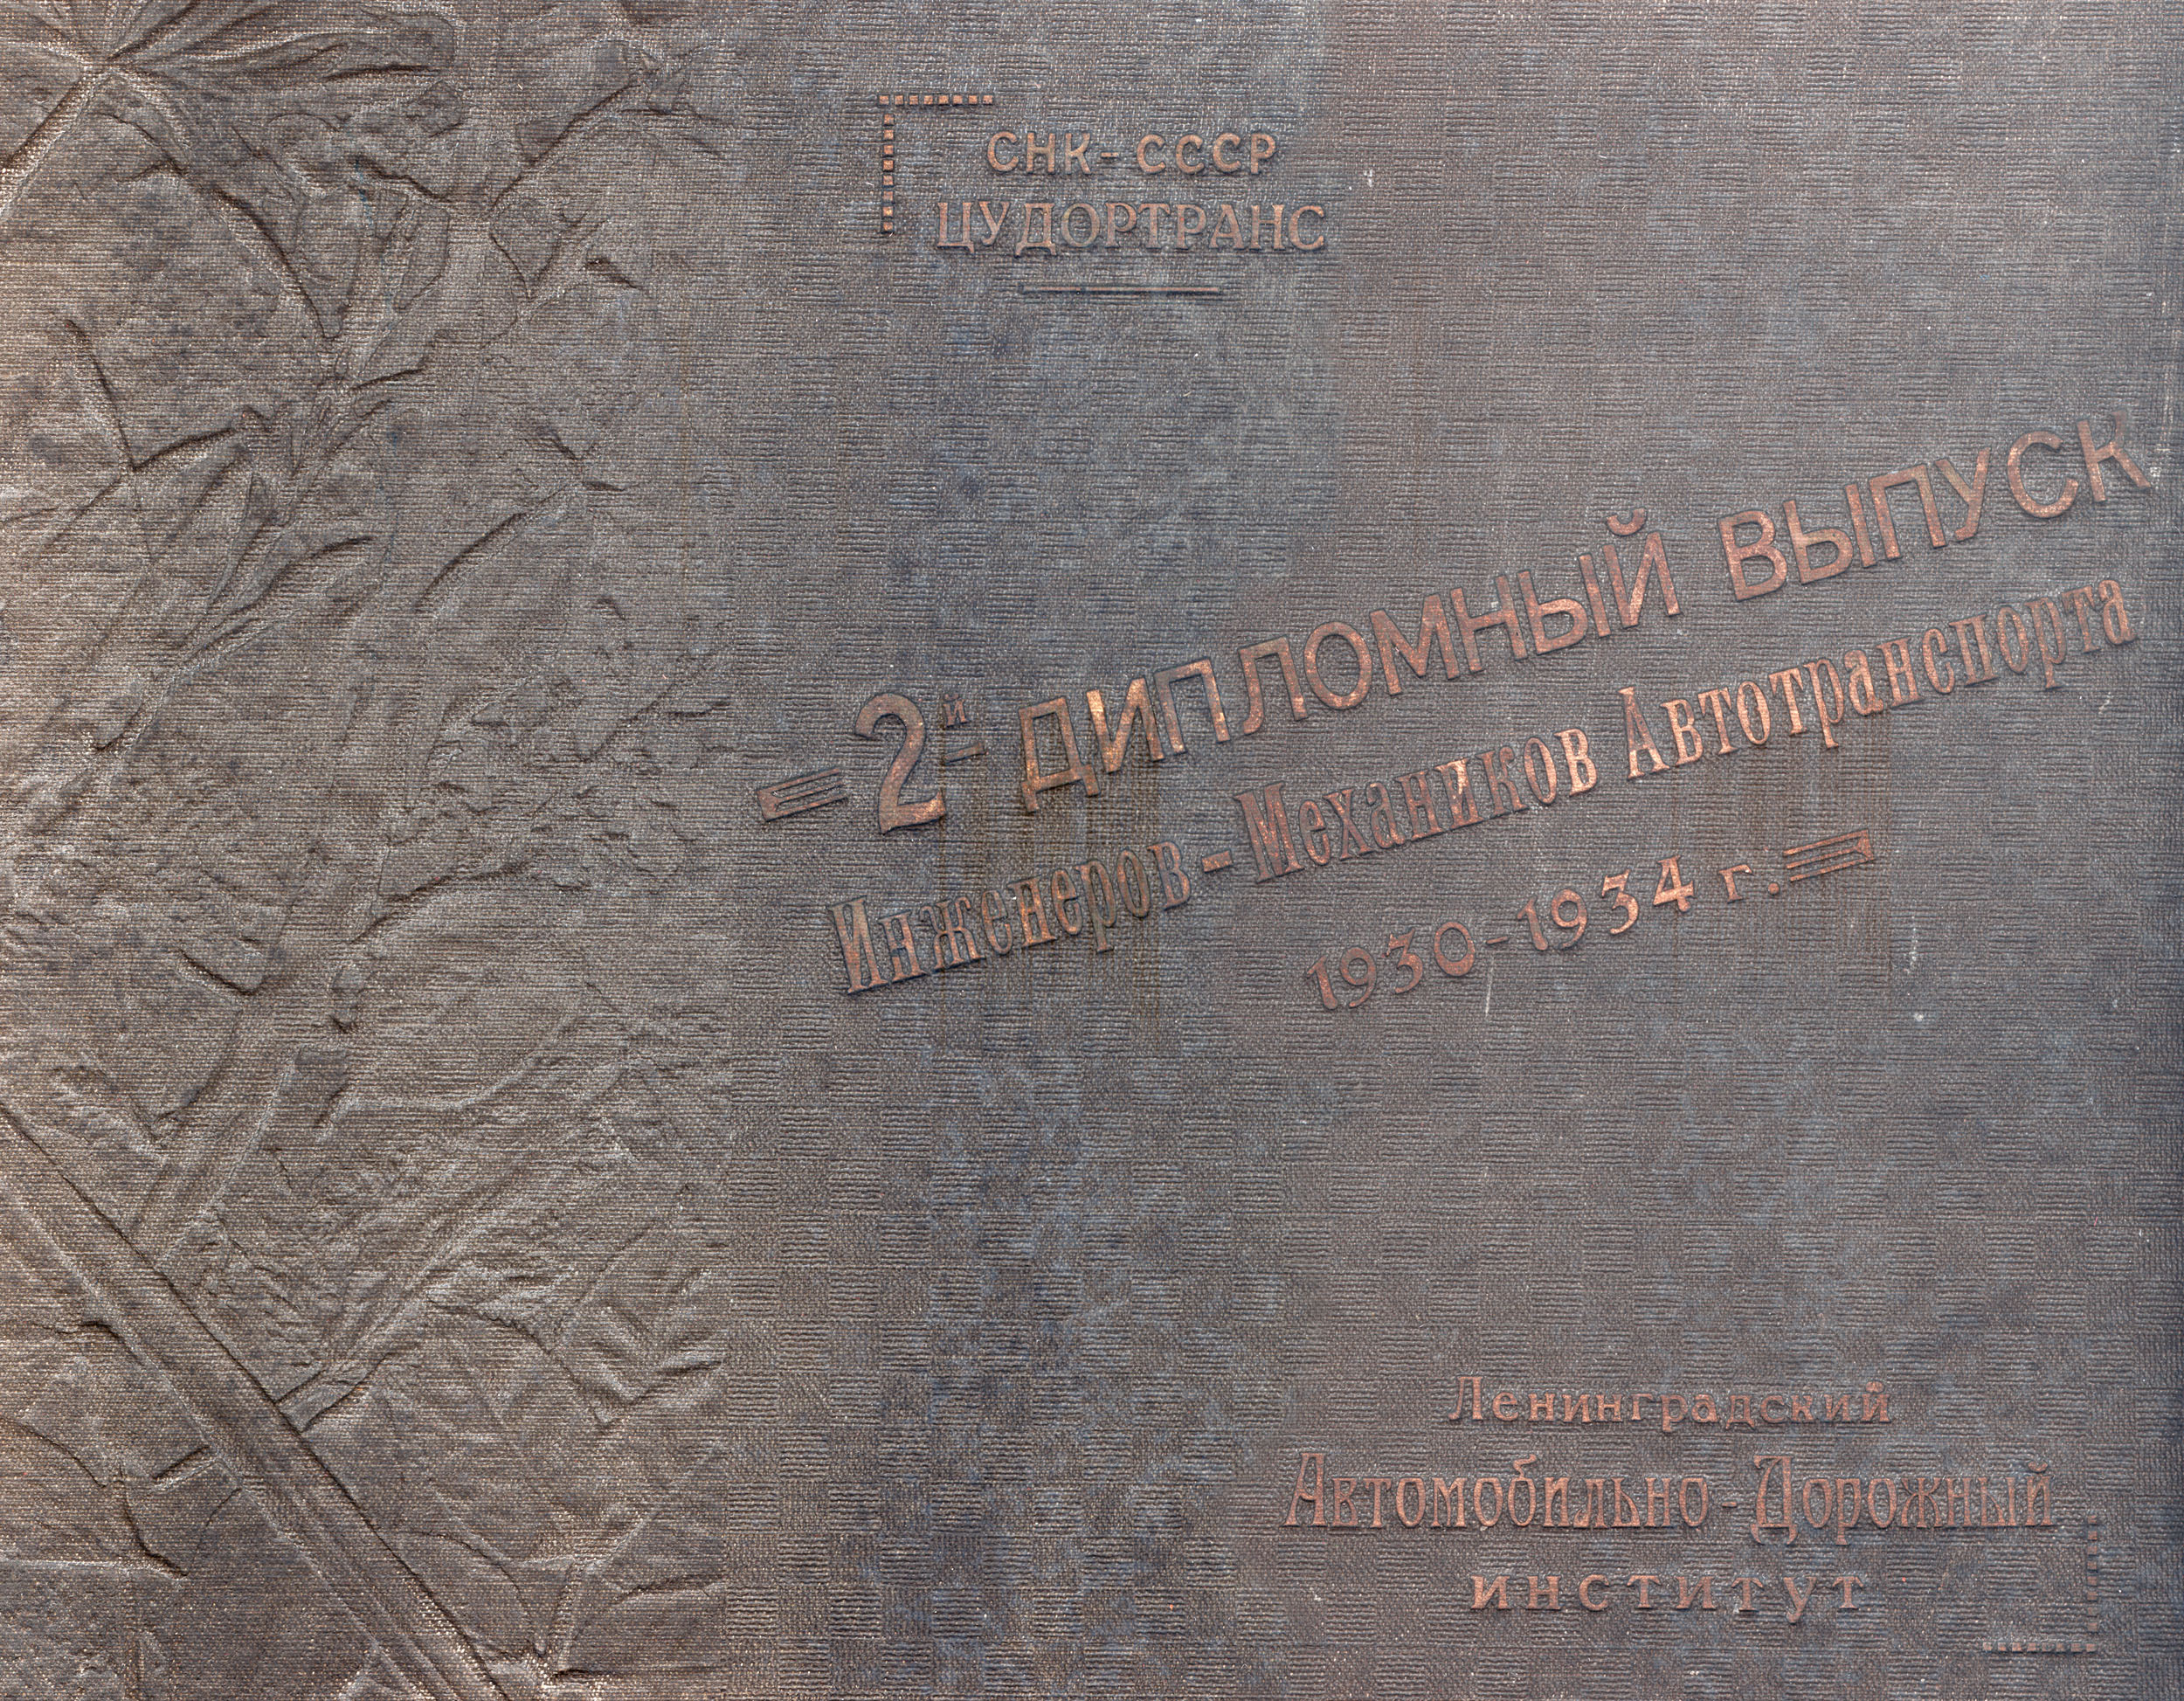 СНК-СССР
ЦУДОРТРАНС
2й ДИПЛОМНЫЙ ВЫПУСК
Инженеров-Механиков Автотранспорта
1930-1934 г.
Ленинградский
Автомобильно-Дорожный
институт